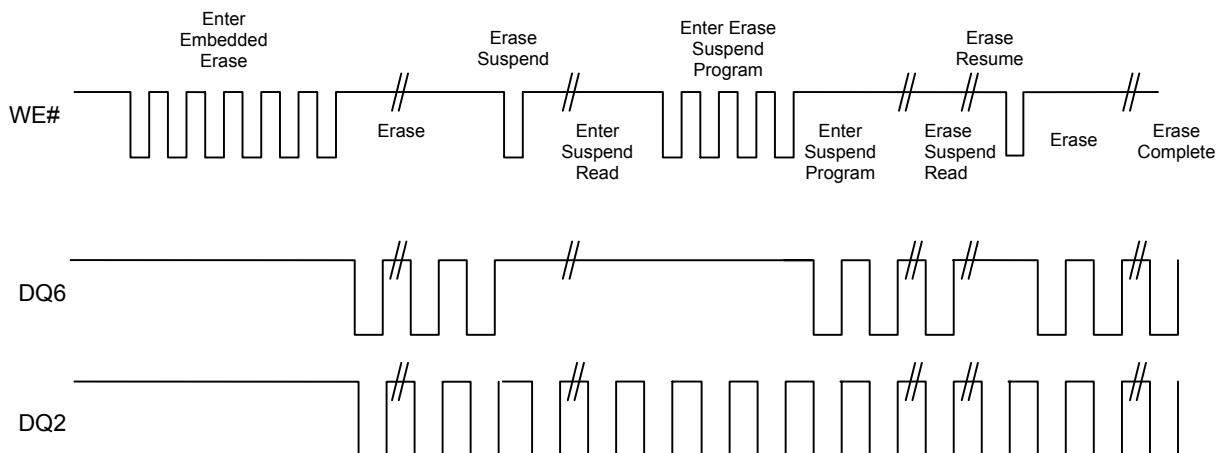 Enter
Embedded
Erase
Erase
Suspend
Enter Erase
Suspend
Program
Erase
Resume
WE#
Erase
Enter
Suspend
Read
Enter
Suspend
Program
Erase
Suspend
Read
Erase
Erase
Complete
DQ6
DQ2